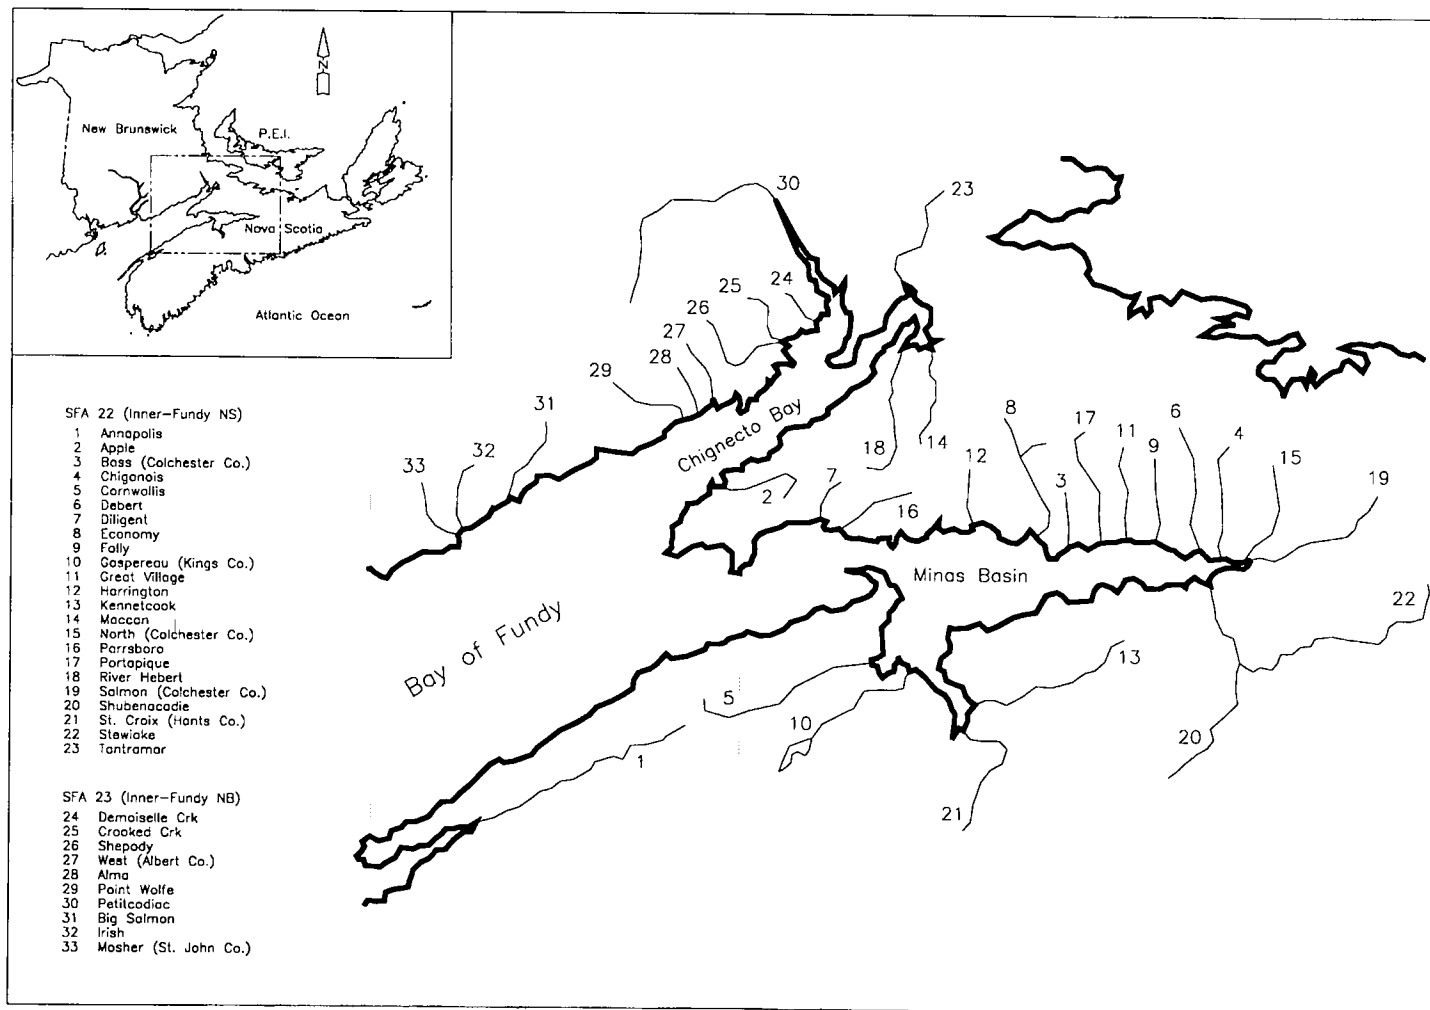 N
New Brunswick
P.E.I.
Nova Scotia
Atlantic Ocean
30
23
24
25
26
27
28
29
31
32
33
Chignecto Bay
18
14
8
17
11
9
6
4
15
19
12
3
7
2
16
Minas Basin
22
13
Bay of Fundy
5
10
1
20
21
SFA 22 (Inner-Fundy NS)
1 Annapolis
2 Apple
3 Bass (Colchester Co.)
4 Chiganois
5 Cornwallis
6 Debert
7 Diligent
8 Economy
9 Folly
10 Gaspereau (Kings Co.)
11 Great Village
12 Harrington
13 Kennetcook
14 Maccan
15 North (Colchester Co.)
16 Parrsboro
17 Portapique
18 River Hebert
19 Salmon (Colchester Co.)
20 Shubenacadie
21 St. Croix (Hants Co.)
22 Stewiake
23 Tantramar
SFA 23 (Inner-Fundy NB)
24 Demoiselle Crk
25 Crooked Crk
26 Shepody
27 West (Albert Co.)
28 Alma
29 Point Wolfe
30 Petitcodiac
31 Big Salmon
32 Irish
33 Mosher (St. John Co.)